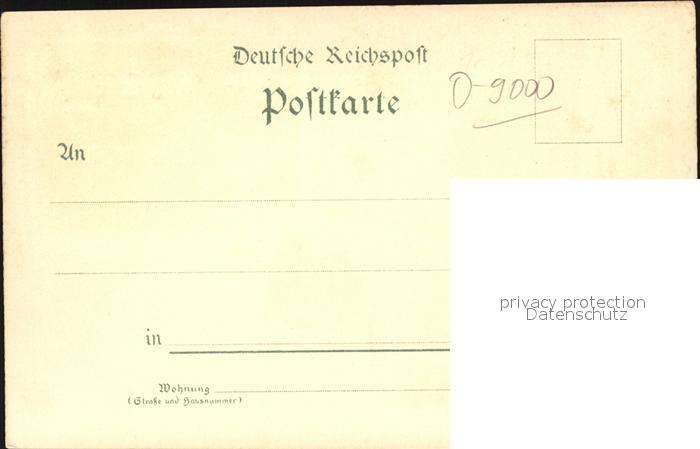 Deutsche Reichspost
Postkarte
O-9000
An
in
Wohnung
(Straße und Hausnummer)
privacy protection
Datenschutz